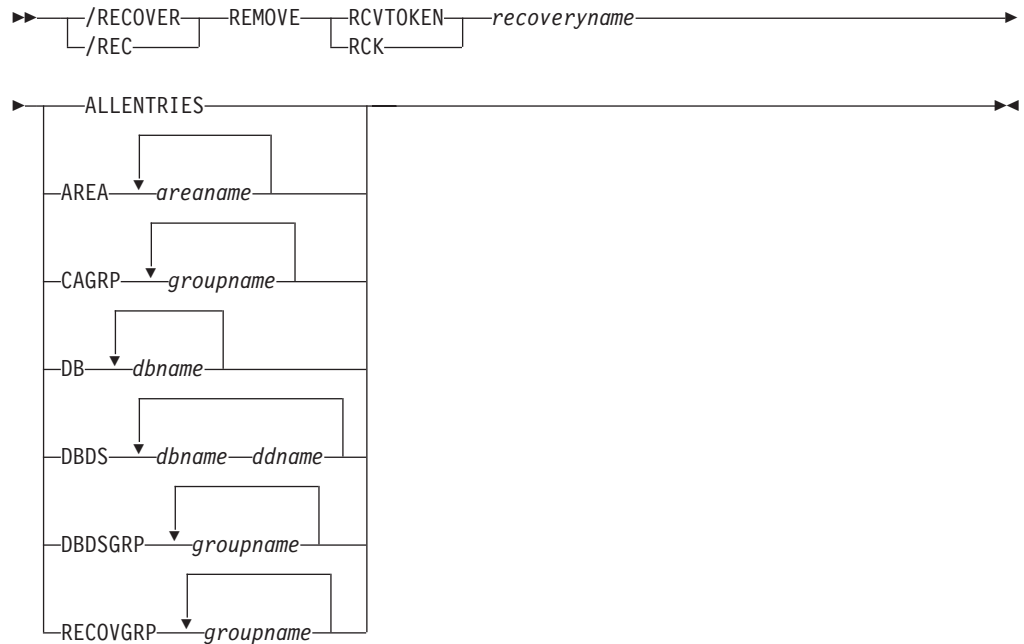 /RECOVER REMOVE RCVTOKEN recoveryname
/REC RCK
ALLENTRIES
AREA areaname
CAGRP groupname
DB dbname
DBDS dbname ddname
DBDSGRP groupname
RECOVGRP groupname